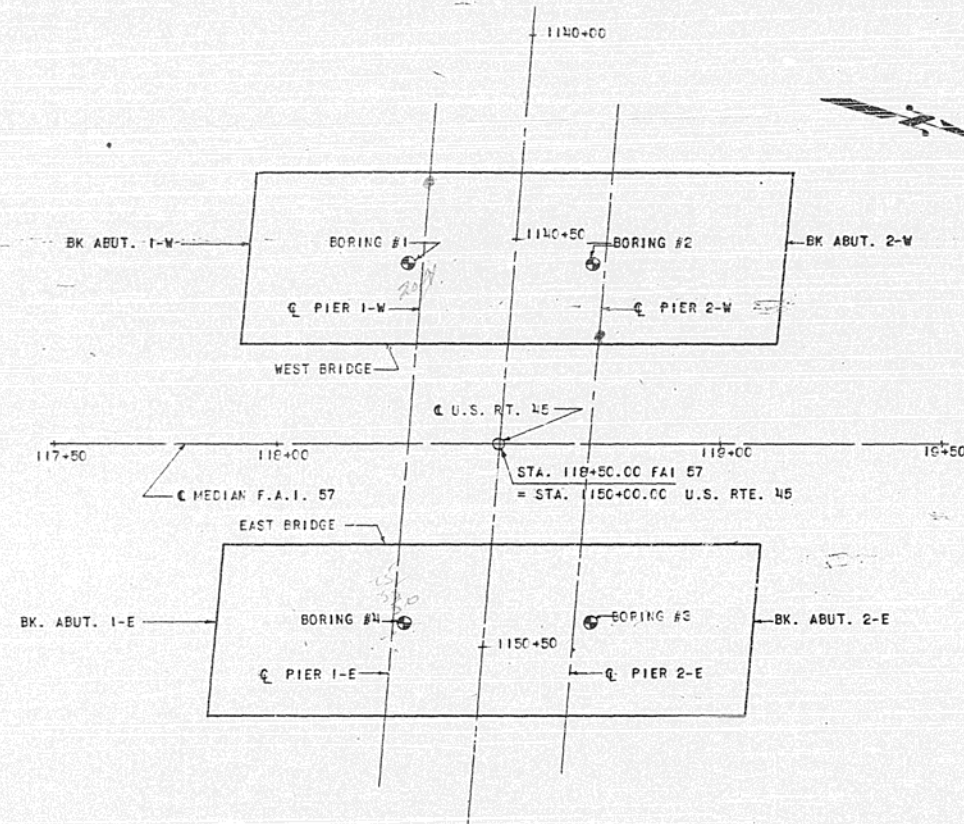 1140+00
BK ABUT. 1-W
BORING #1
1140+50
BORING #2
BK ABUT. 2-W
℄ PIER 1-W
℄ PIER 2-W
WEST BRIDGE
℄ U.S. RT. 45
117+50
118+00
119+00
19+50
STA. 118+50.00 FAI 57
= STA. 1150+00.00 U.S. RTE. 45
℄ MEDIAN F.A.I. 57
EAST BRIDGE
BK. ABUT. 1-E
BORING #4
BORING #3
BK. ABUT. 2-E
1150+50
℄ PIER 1-E
℄ PIER 2-E